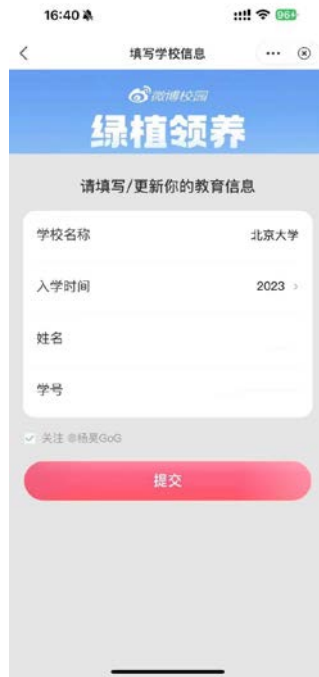 16:40
96
填写学校信息
微博校园
绿植领养
请填写/更新你的教育信息
学校名称 北京大学
入学时间 2023
姓名
学号
关注 @杨昊GoG
提交